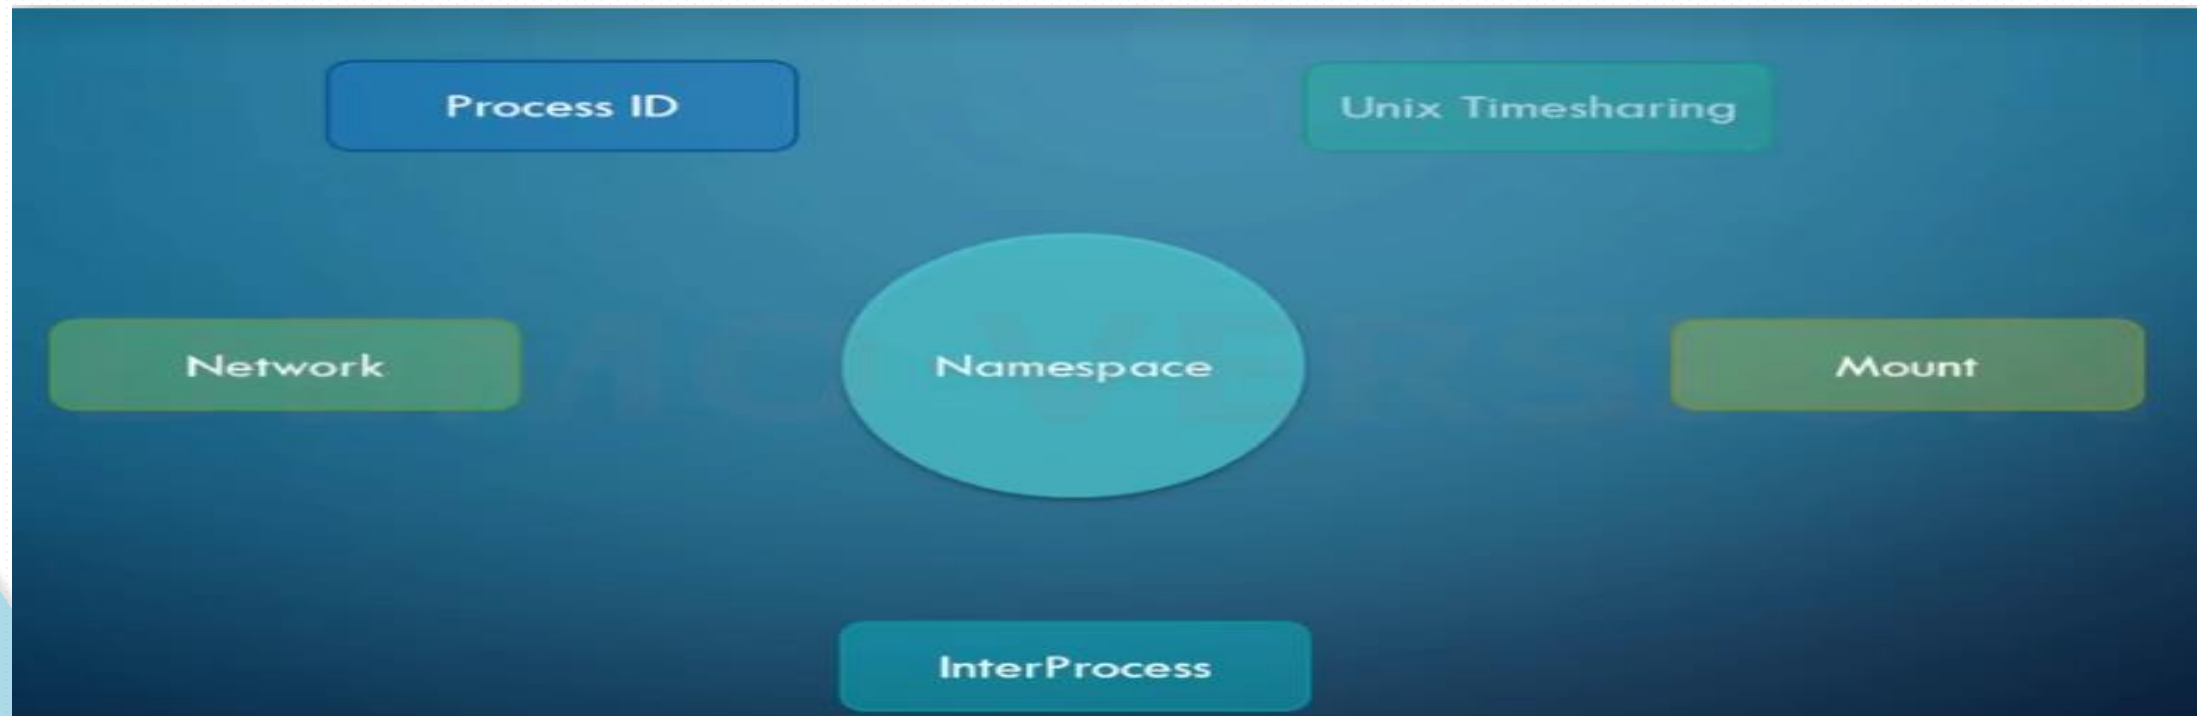 Process ID
Unix Timesharing
Network
Namespace
Mount
InterProcess